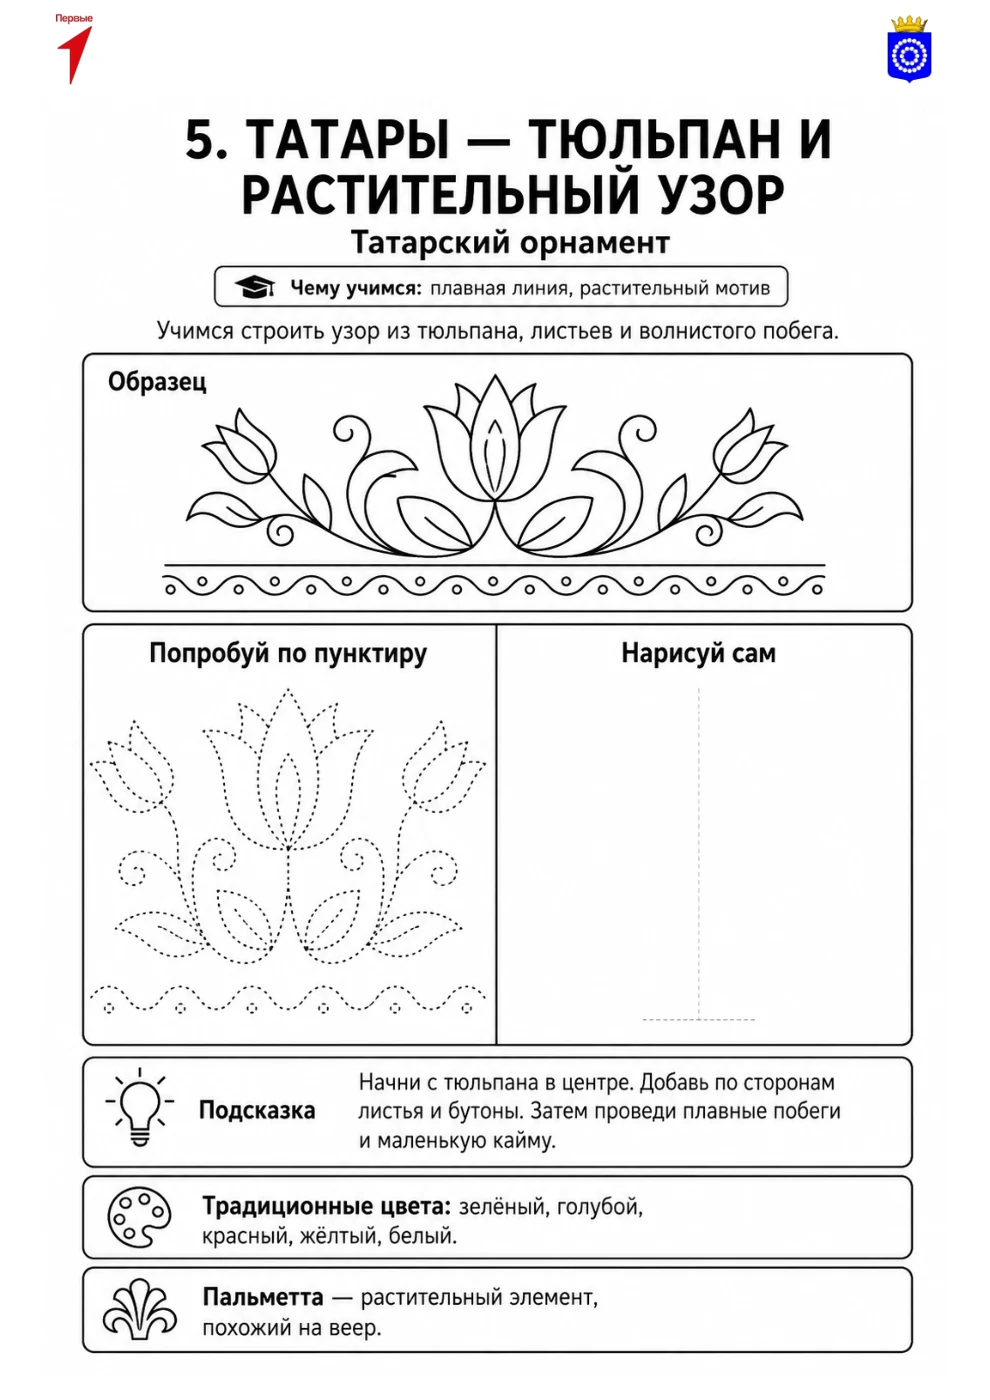 Первые
5. ТАТАРЫ — ТЮЛЬПАН И
РАСТИТЕЛЬНЫЙ УЗОР
Татарский орнамент
Чему учимся: плавная линия, растительный мотив
Учимся строить узор из тюльпана, листьев и волнистого побега.
Образец
Попробуй по пунктиру
Нарисуй сам
Подсказка
Начни с тюльпана в центре. Добавь по сторонам
листья и бутоны. Затем проведи плавные побеги
и маленькую кайму.
Традиционные цвета: зелёный, голубой,
красный, жёлтый, белый.
Пальметта — растительный элемент,
похожий на веер.